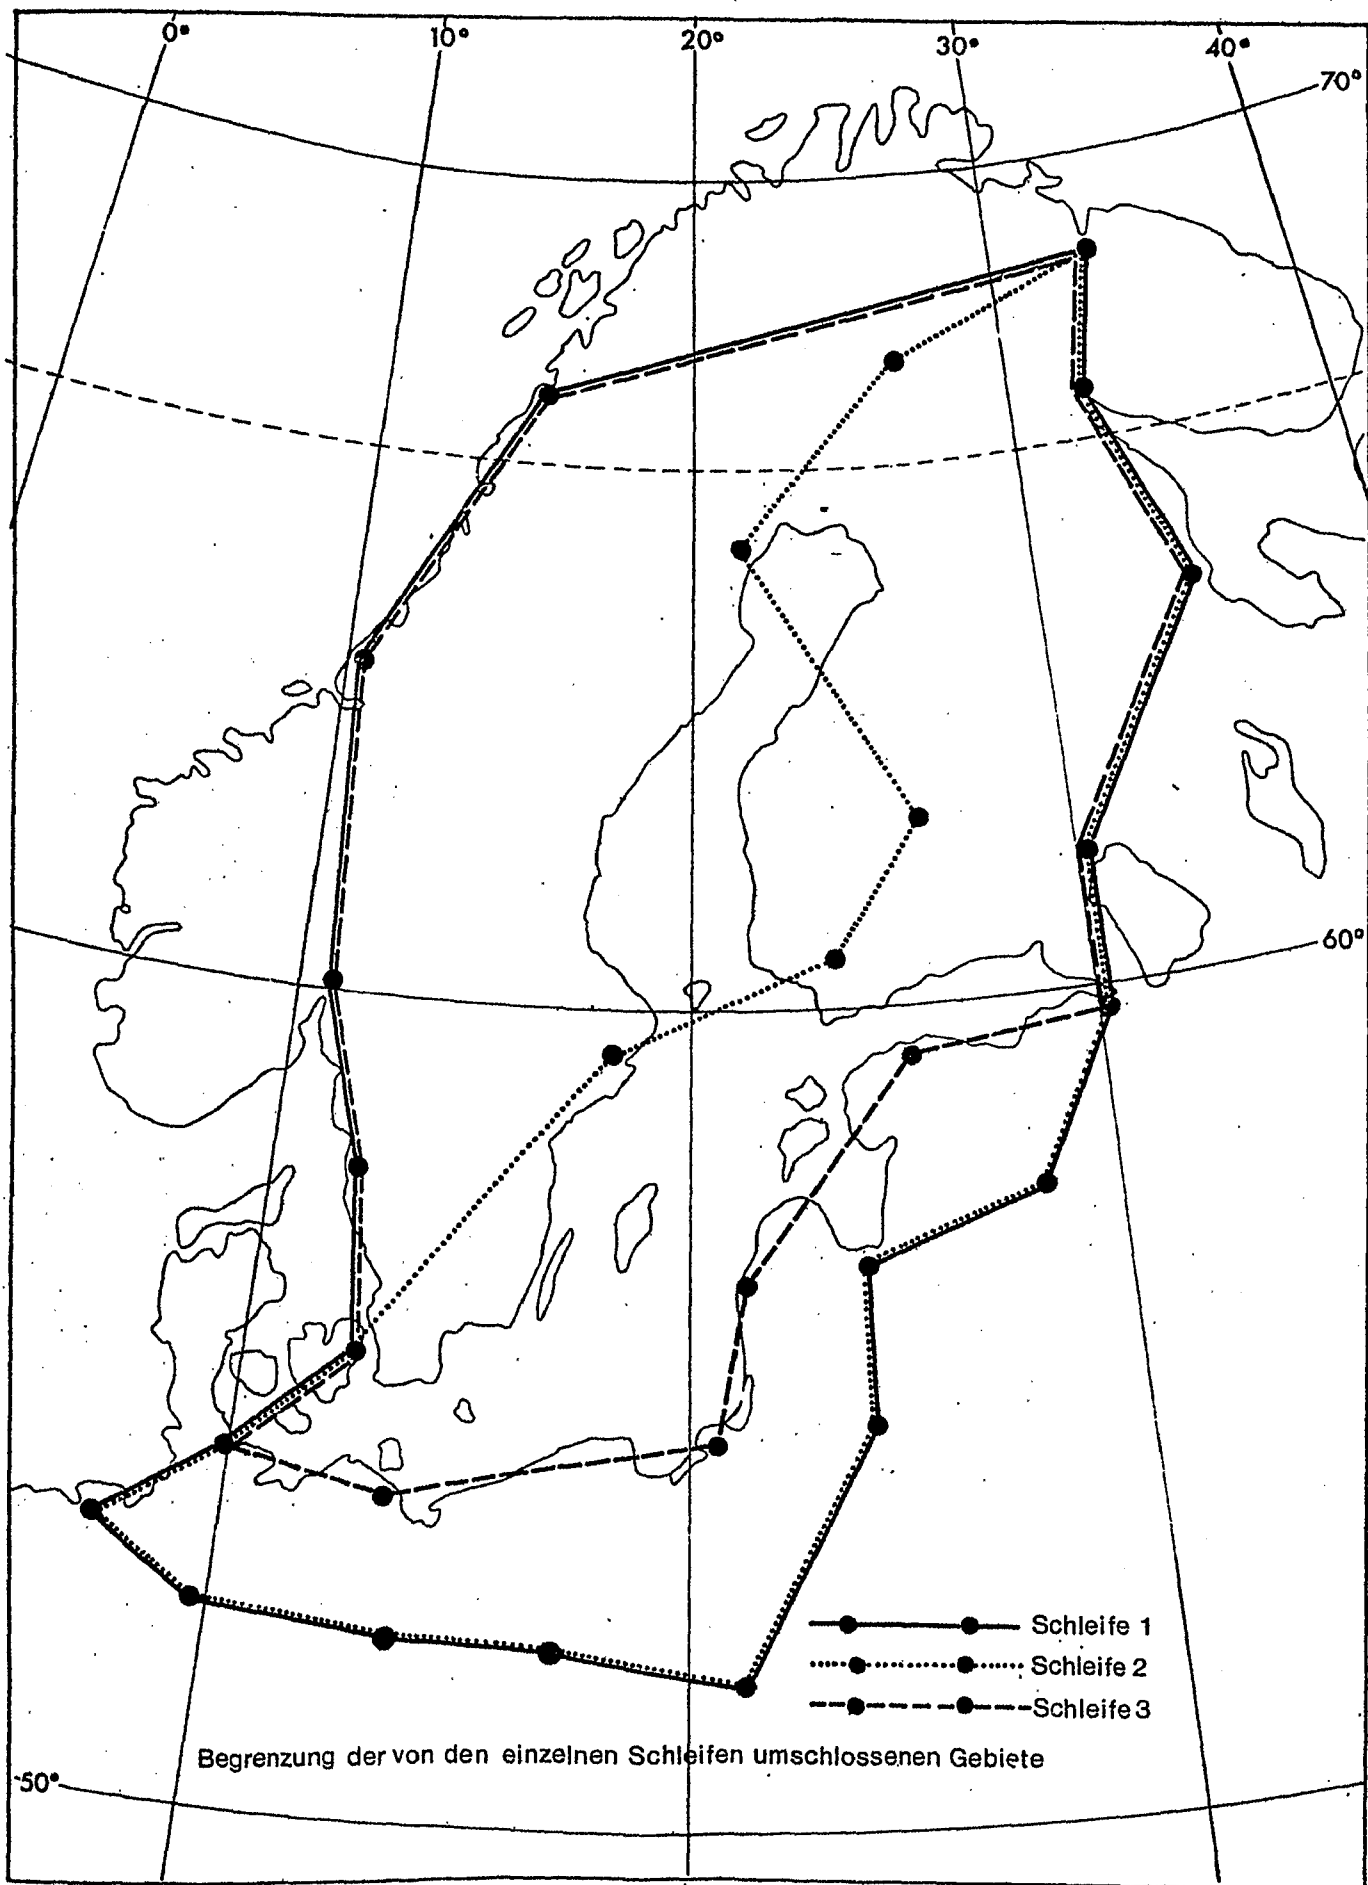 0° 10° 20° 30° 40°
70°
60°
Schleife 1
Schleife 2
Schleife 3
Begrenzung der von den einzelnen Schleifen umschlossenen Gebiete
50°